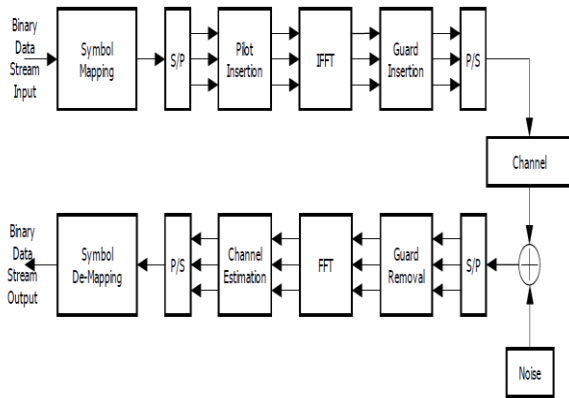 Binary
Data
Stream
Input
Symbol
Mapping
S/P
Pilot
Insertion
IFFT
Guard
Insertion
P/S
Channel
Binary
Data
Stream
Output
Symbol
De-Mapping
P/S
Channel
Estimation
FFT
Guard
Removal
S/P
Noise